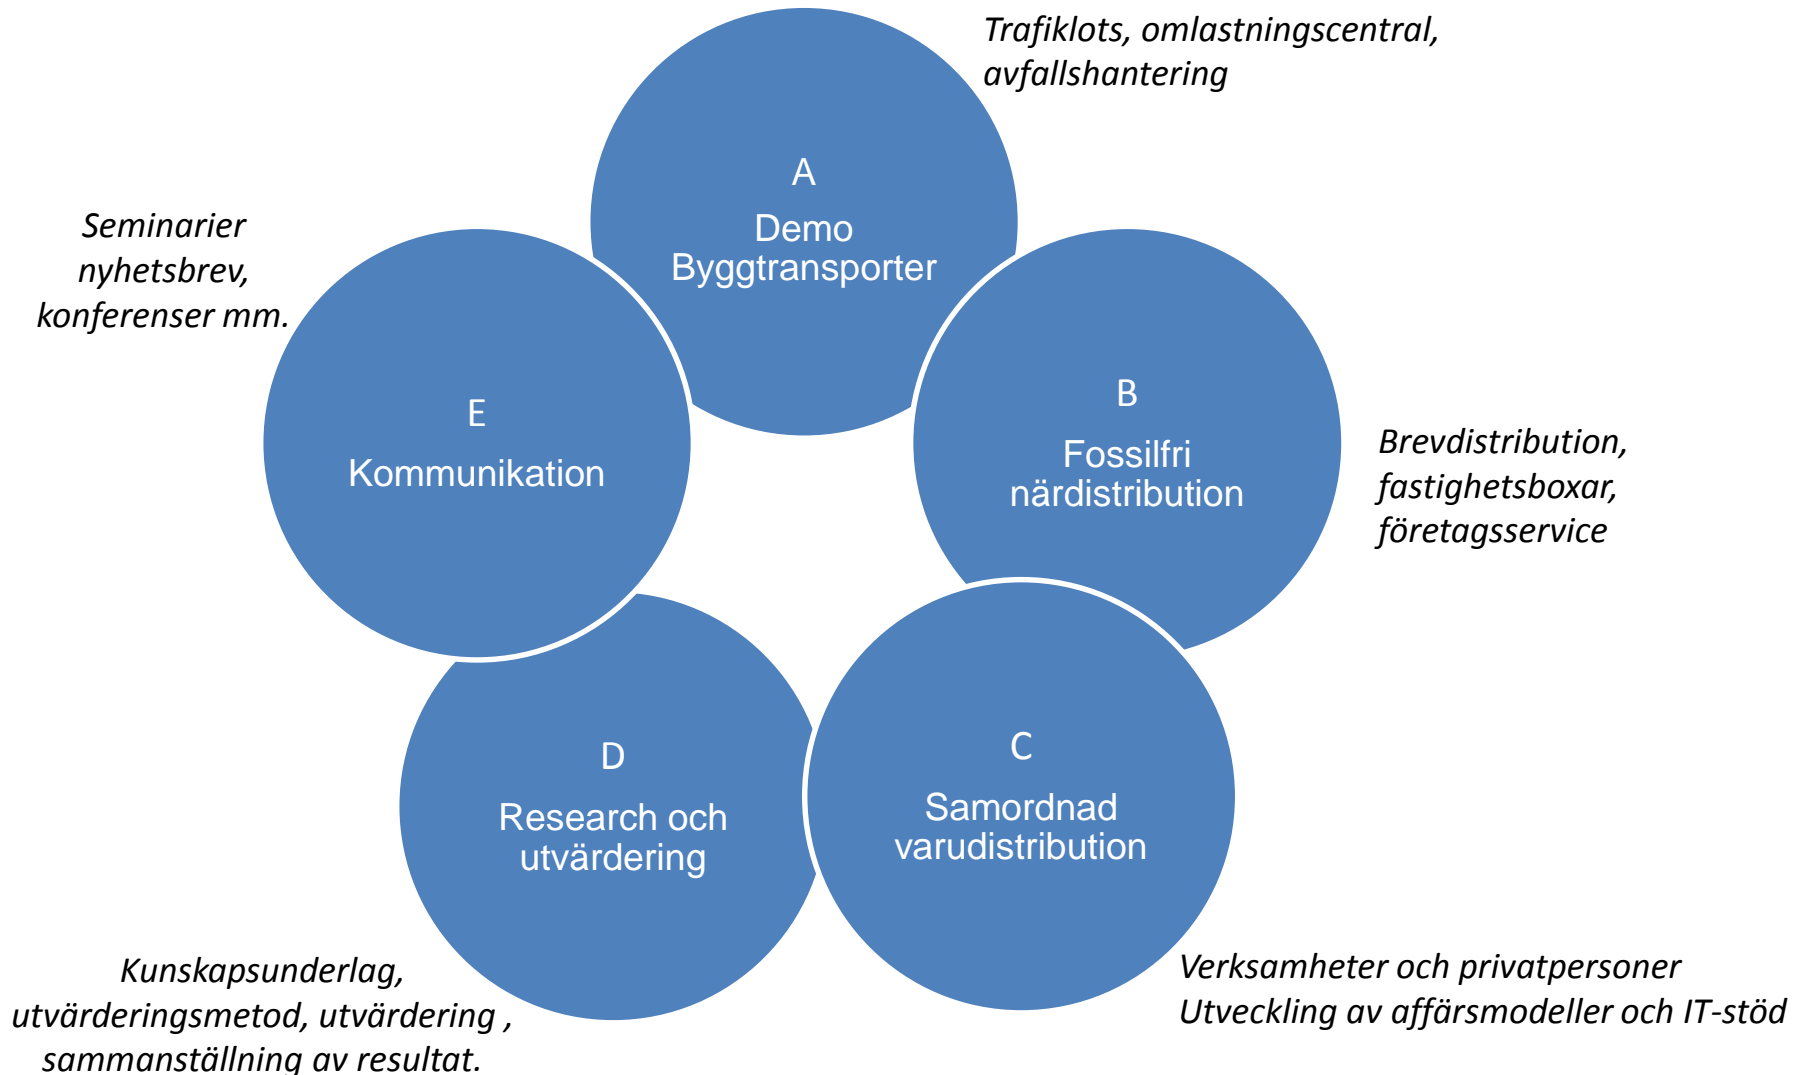 Trafiklots, omlastningscentral,
avfallshantering
A
Demo
Byggtransporter
Seminarier
nyhetsbrev,
konferenser mm.
E
Kommunikation
B
Fossilfri
närdistribution
Brevdistribution,
fastighetsboxar,
företagsservice
D
Research och
utvärdering
C
Samordnad
varudistribution
Kunskapsunderlag,
utvärderingsmetod, utvärdering ,
sammanställning av resultat.
Verksamheter och privatpersoner
Utveckling av affärsmodeller och IT-stöd